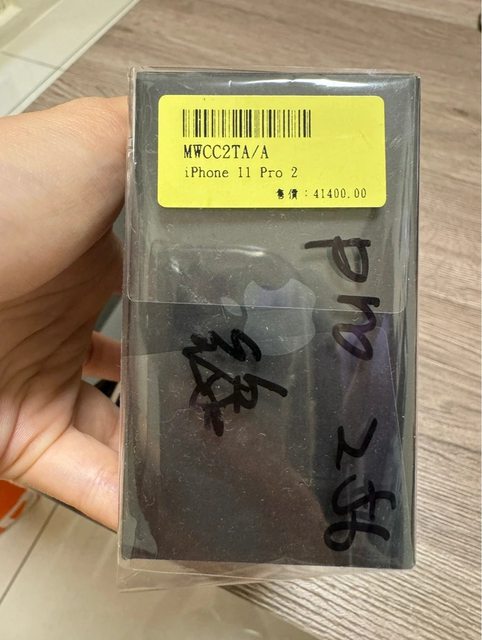 MWCC2TA/A
iPhone 11 Pro 2
售價：41400.00
pro 256
綠